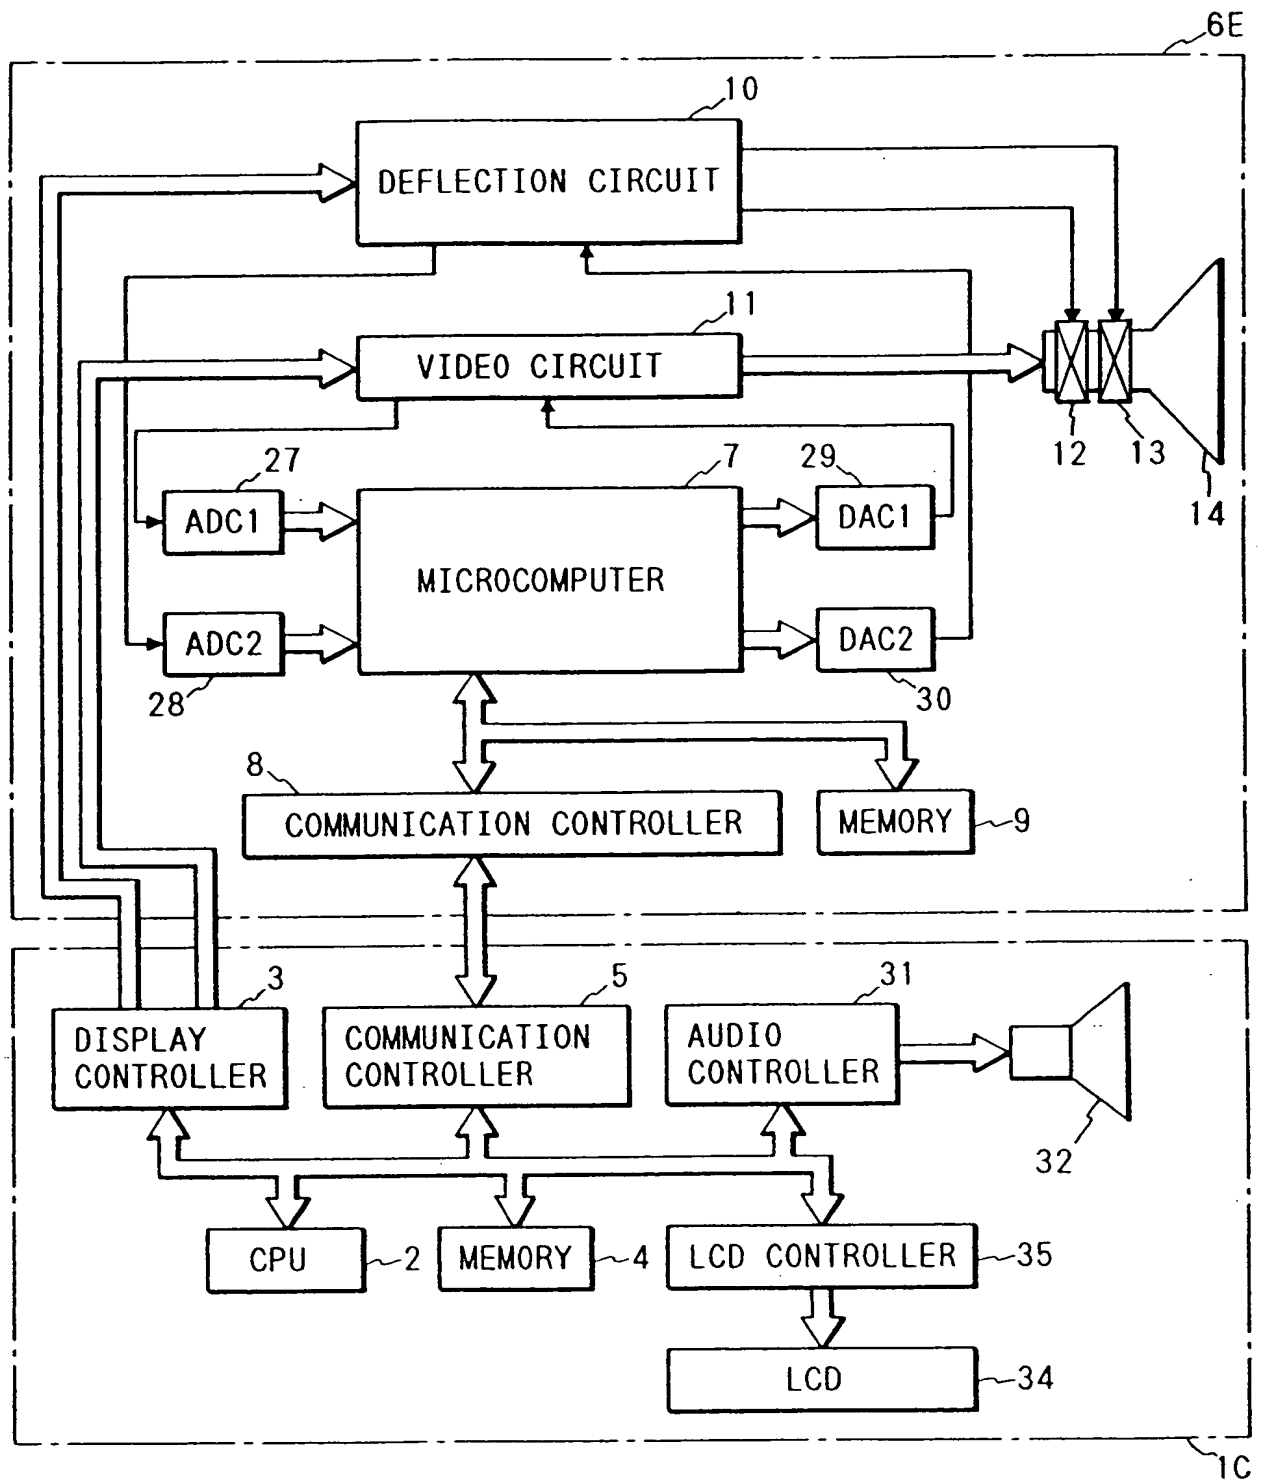 6E
10
DEFLECTION CIRCUIT
11
VIDEO CIRCUIT
12
13
14
27
7
29
ADC1
DAC1
MICROCOMPUTER
ADC2
DAC2
28
30
8
COMMUNICATION CONTROLLER
MEMORY
9
3
5
31
DISPLAY
CONTROLLER
COMMUNICATION
CONTROLLER
AUDIO
CONTROLLER
32
CPU
2
MEMORY
4
LCD CONTROLLER
35
LCD
34
1C